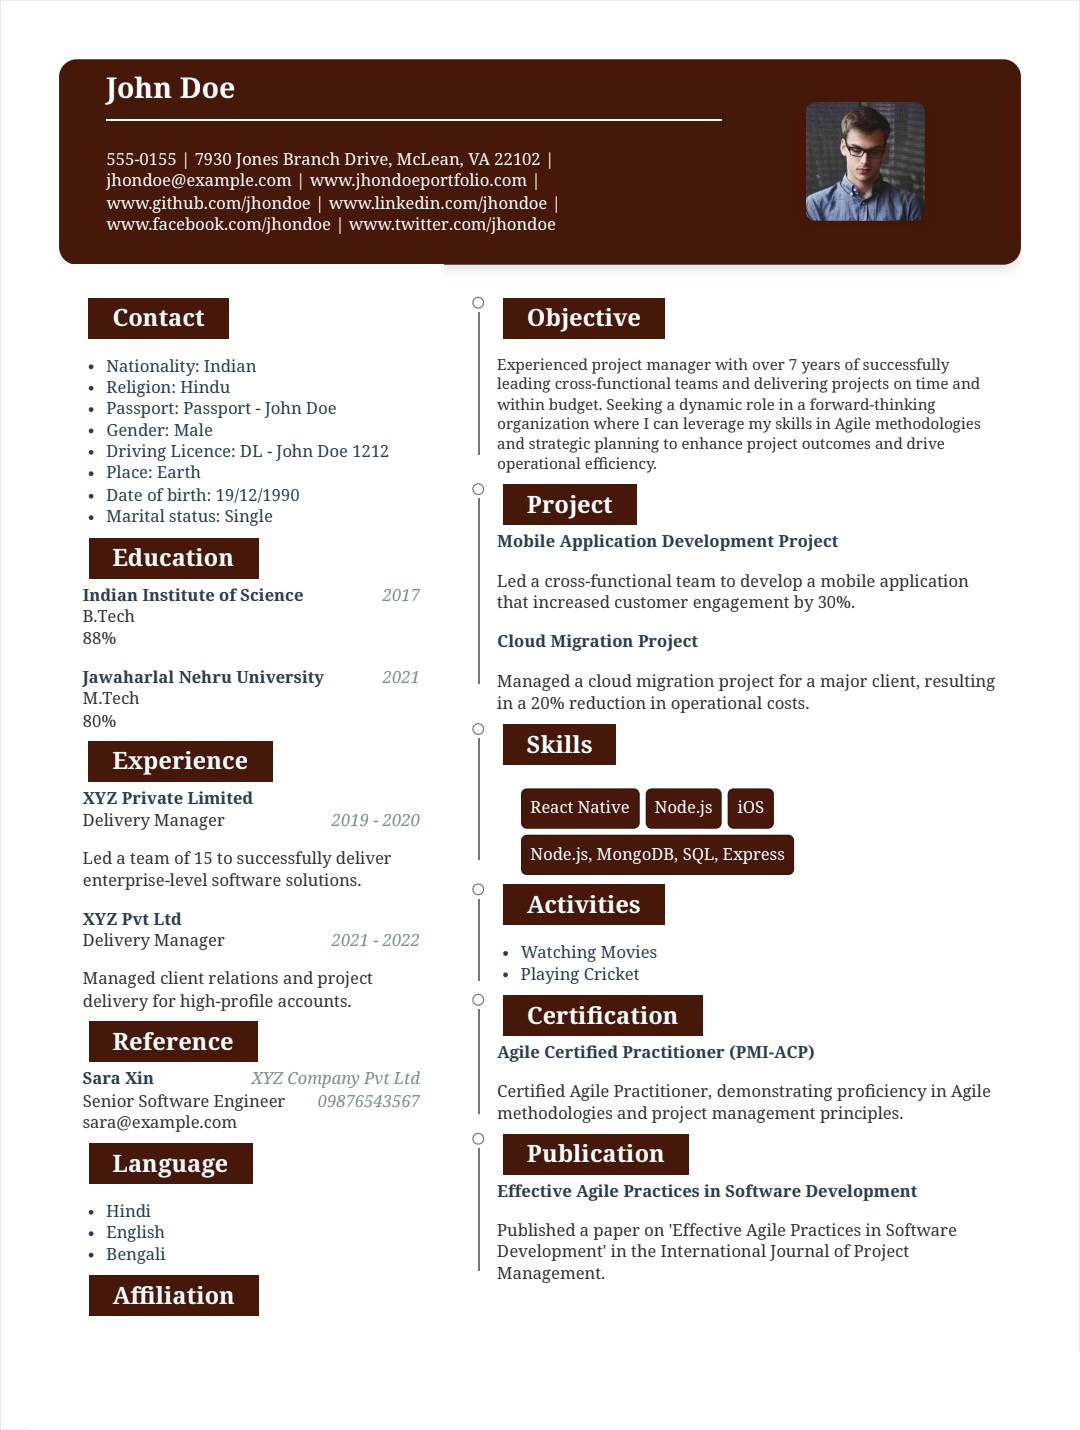 John Doe
555-0155 | 7930 Jones Branch Drive, McLean, VA 22102 |
jhondoe@example.com | www.jhondoeportfolio.com |
www.github.com/jhondoe | www.linkedin.com/jhondoe |
www.facebook.com/jhondoe | www.twitter.com/jhondoe
Contact
• Nationality: Indian
• Religion: Hindu
• Passport: Passport - John Doe
• Gender: Male
• Driving Licence: DL - John Doe 1212
• Place: Earth
• Date of birth: 19/12/1990
• Marital status: Single
Education
Indian Institute of Science 2017
B.Tech
88%
Jawaharlal Nehru University 2021
M.Tech
80%
Experience
XYZ Private Limited
Delivery Manager 2019 - 2020
Led a team of 15 to successfully deliver
enterprise-level software solutions.
XYZ Pvt Ltd
Delivery Manager 2021 - 2022
Managed client relations and project
delivery for high-profile accounts.
Reference
Sara Xin XYZ Company Pvt Ltd
Senior Software Engineer 09876543567
sara@example.com
Language
• Hindi
• English
• Bengali
Affiliation
Objective
Experienced project manager with over 7 years of successfully
leading cross-functional teams and delivering projects on time and
within budget. Seeking a dynamic role in a forward-thinking
organization where I can leverage my skills in Agile methodologies
and strategic planning to enhance project outcomes and drive
operational efficiency.
Project
Mobile Application Development Project
Led a cross-functional team to develop a mobile application
that increased customer engagement by 30%.
Cloud Migration Project
Managed a cloud migration project for a major client, resulting
in a 20% reduction in operational costs.
Skills
React Native Node.js iOS
Node.js, MongoDB, SQL, Express
Activities
• Watching Movies
• Playing Cricket
Certification
Agile Certified Practitioner (PMI-ACP)
Certified Agile Practitioner, demonstrating proficiency in Agile
methodologies and project management principles.
Publication
Effective Agile Practices in Software Development
Published a paper on 'Effective Agile Practices in Software
Development' in the International Journal of Project
Management.